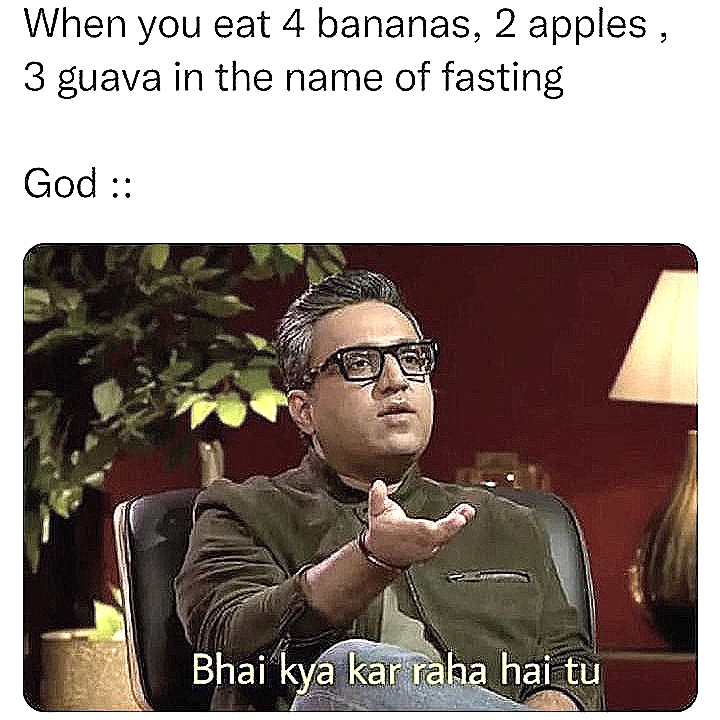 When you eat 4 bananas, 2 apples ,
3 guava in the name of fasting
God ::
Bhai kya kar raha hai tu